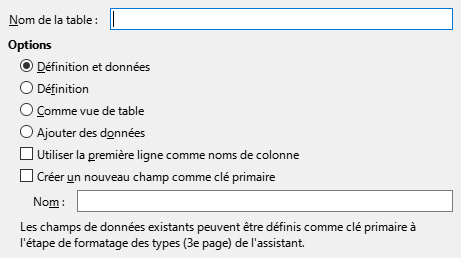 Nom de la table :
Options
Définition et données
Définition
Comme vue de table
Ajouter des données
Utiliser la première ligne comme noms de colonne
Créer un nouveau champ comme clé primaire
Nom :
Les champs de données existants peuvent être définis comme clé primaire à
l'étape de formatage des types (3e page) de l'assistant.